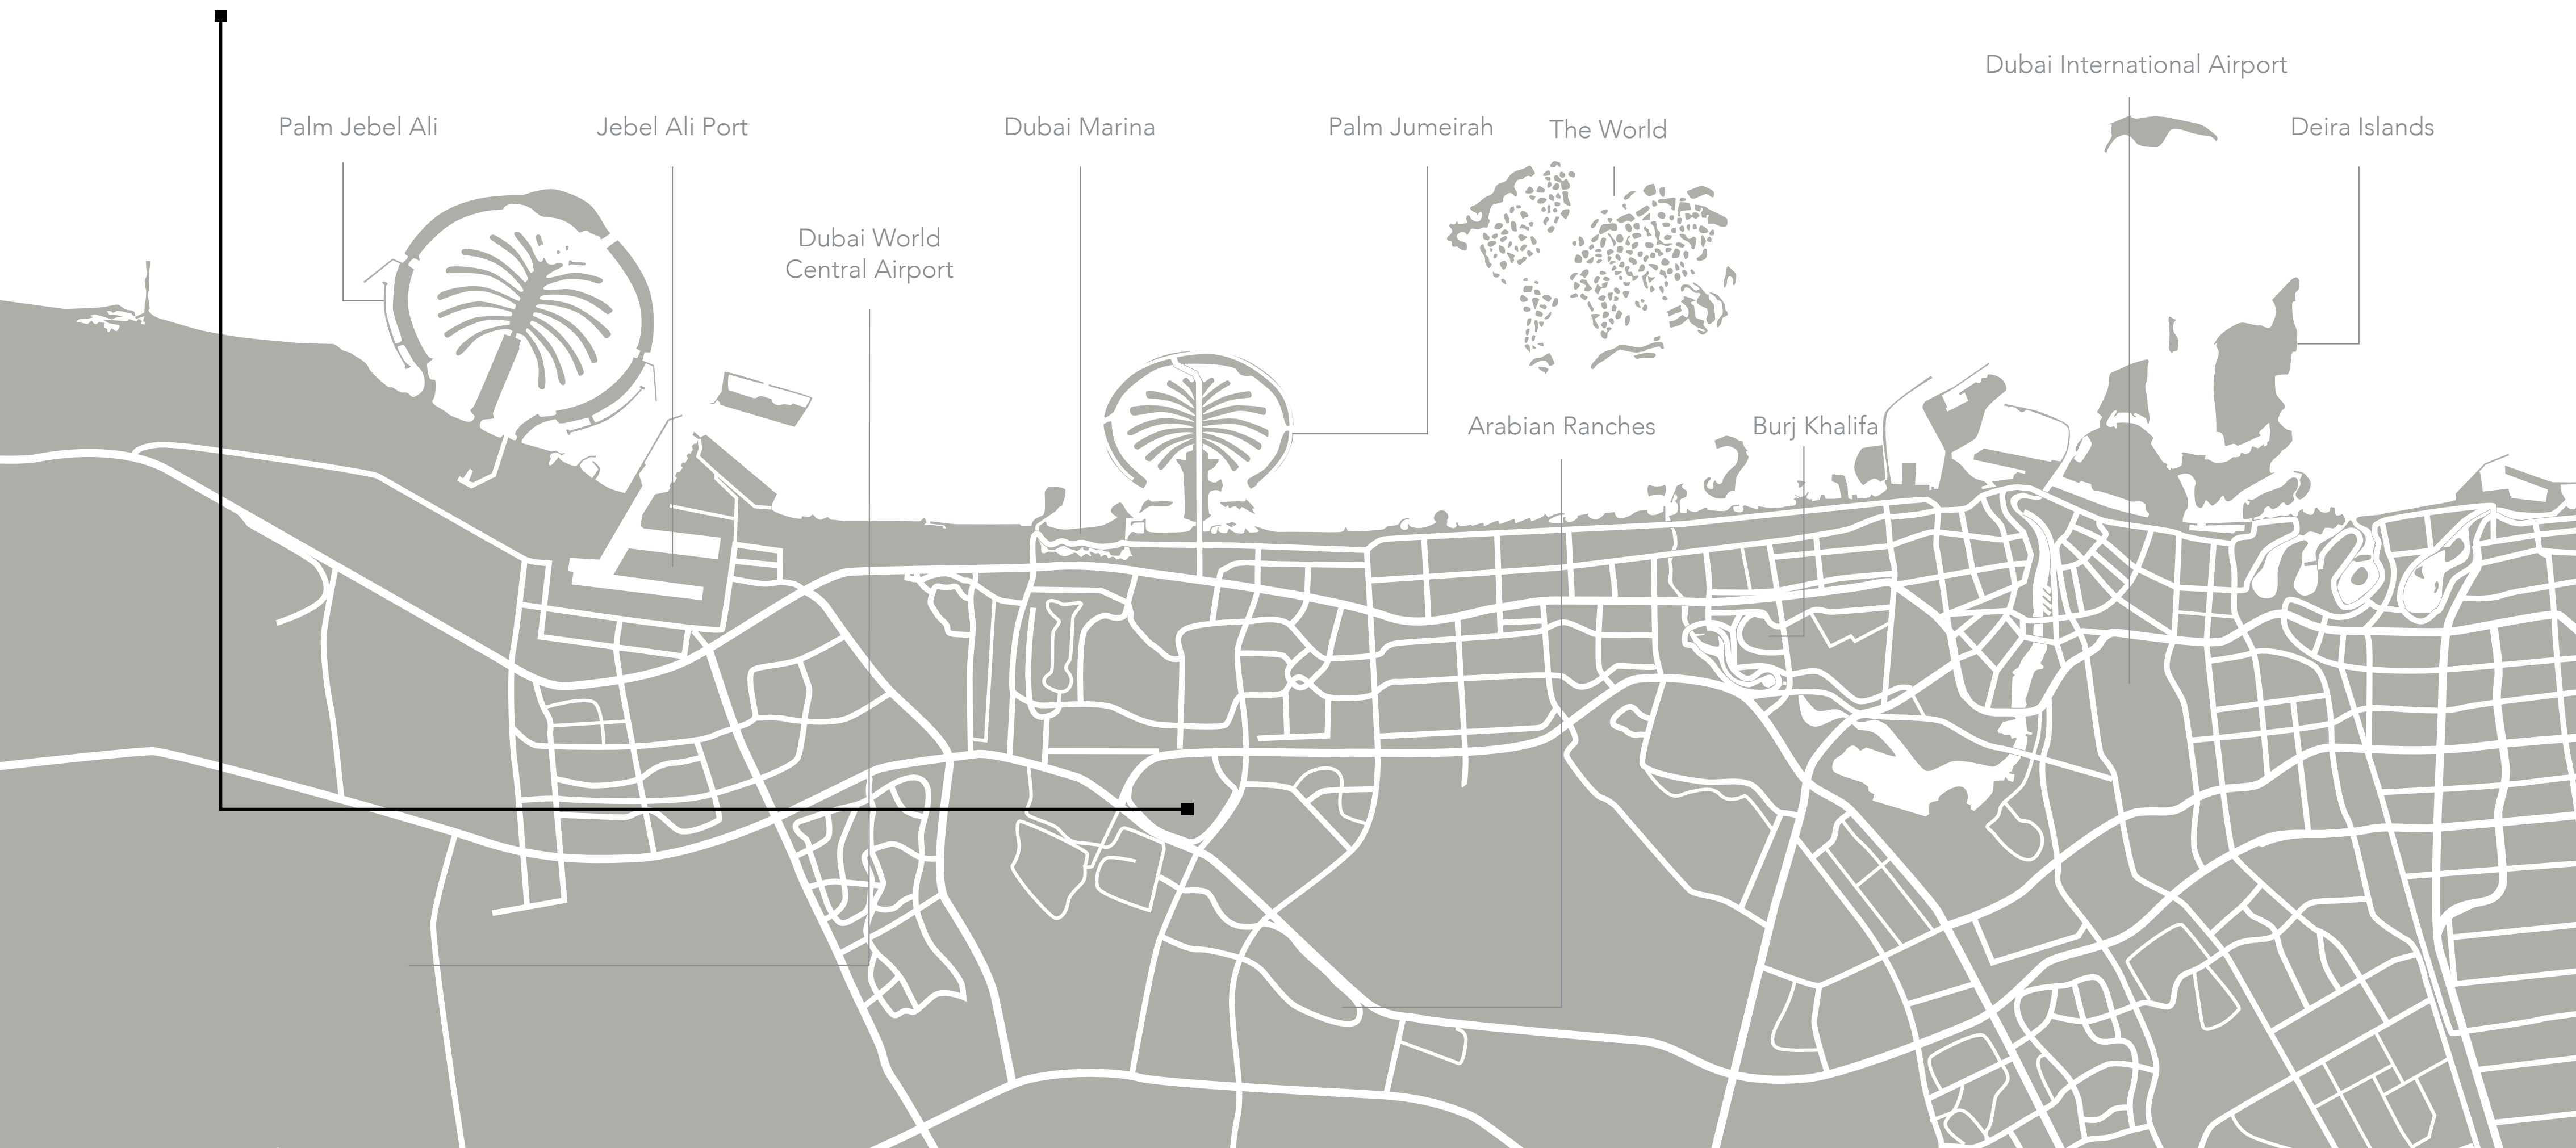 Dubai International Airport
Palm Jebel Ali
Jebel Ali Port
Dubai Marina
Palm Jumeirah
The World
Deira Islands
Dubai World
Central Airport
Arabian Ranches
Burj Khalifa